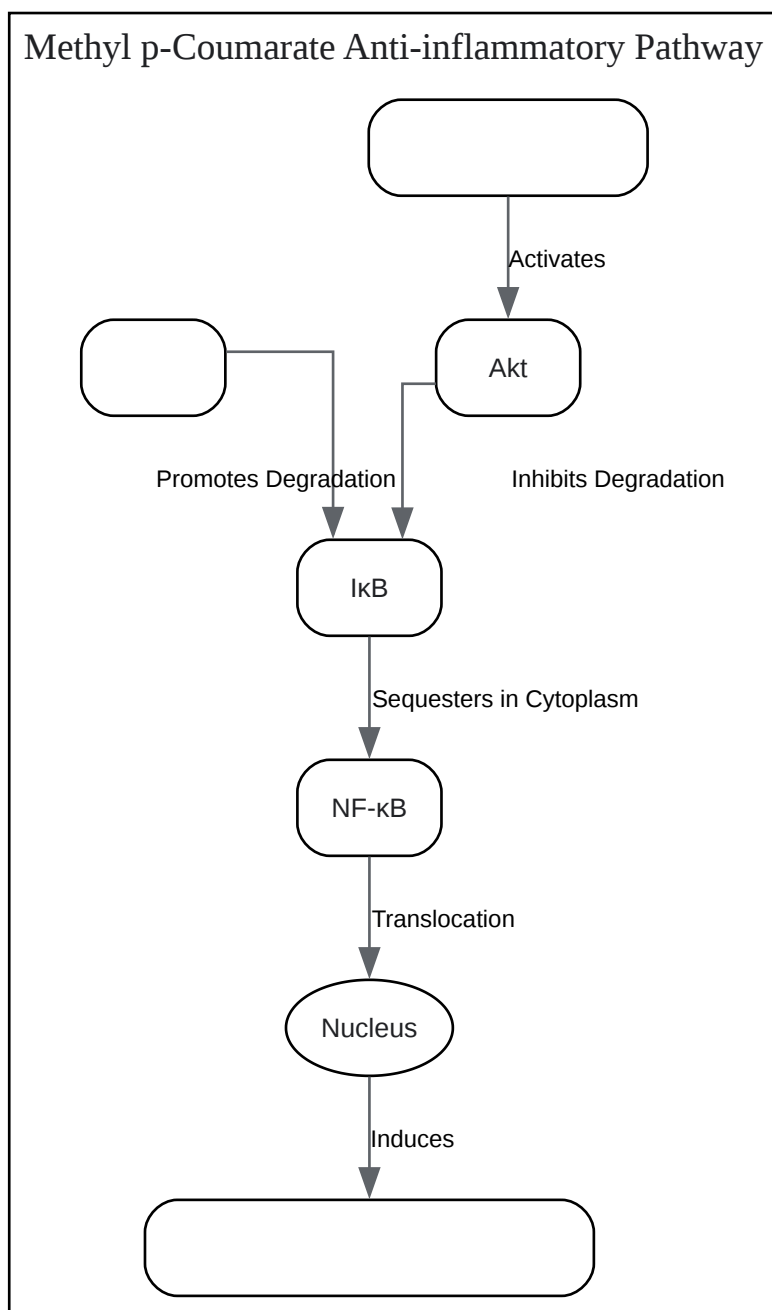 Methyl p-Coumarate Anti-inflammatory Pathway
Activates
Akt
Promotes Degradation
Inhibits Degradation
IκB
Sequesters in Cytoplasm
NF-κB
Translocation
Nucleus
Induces